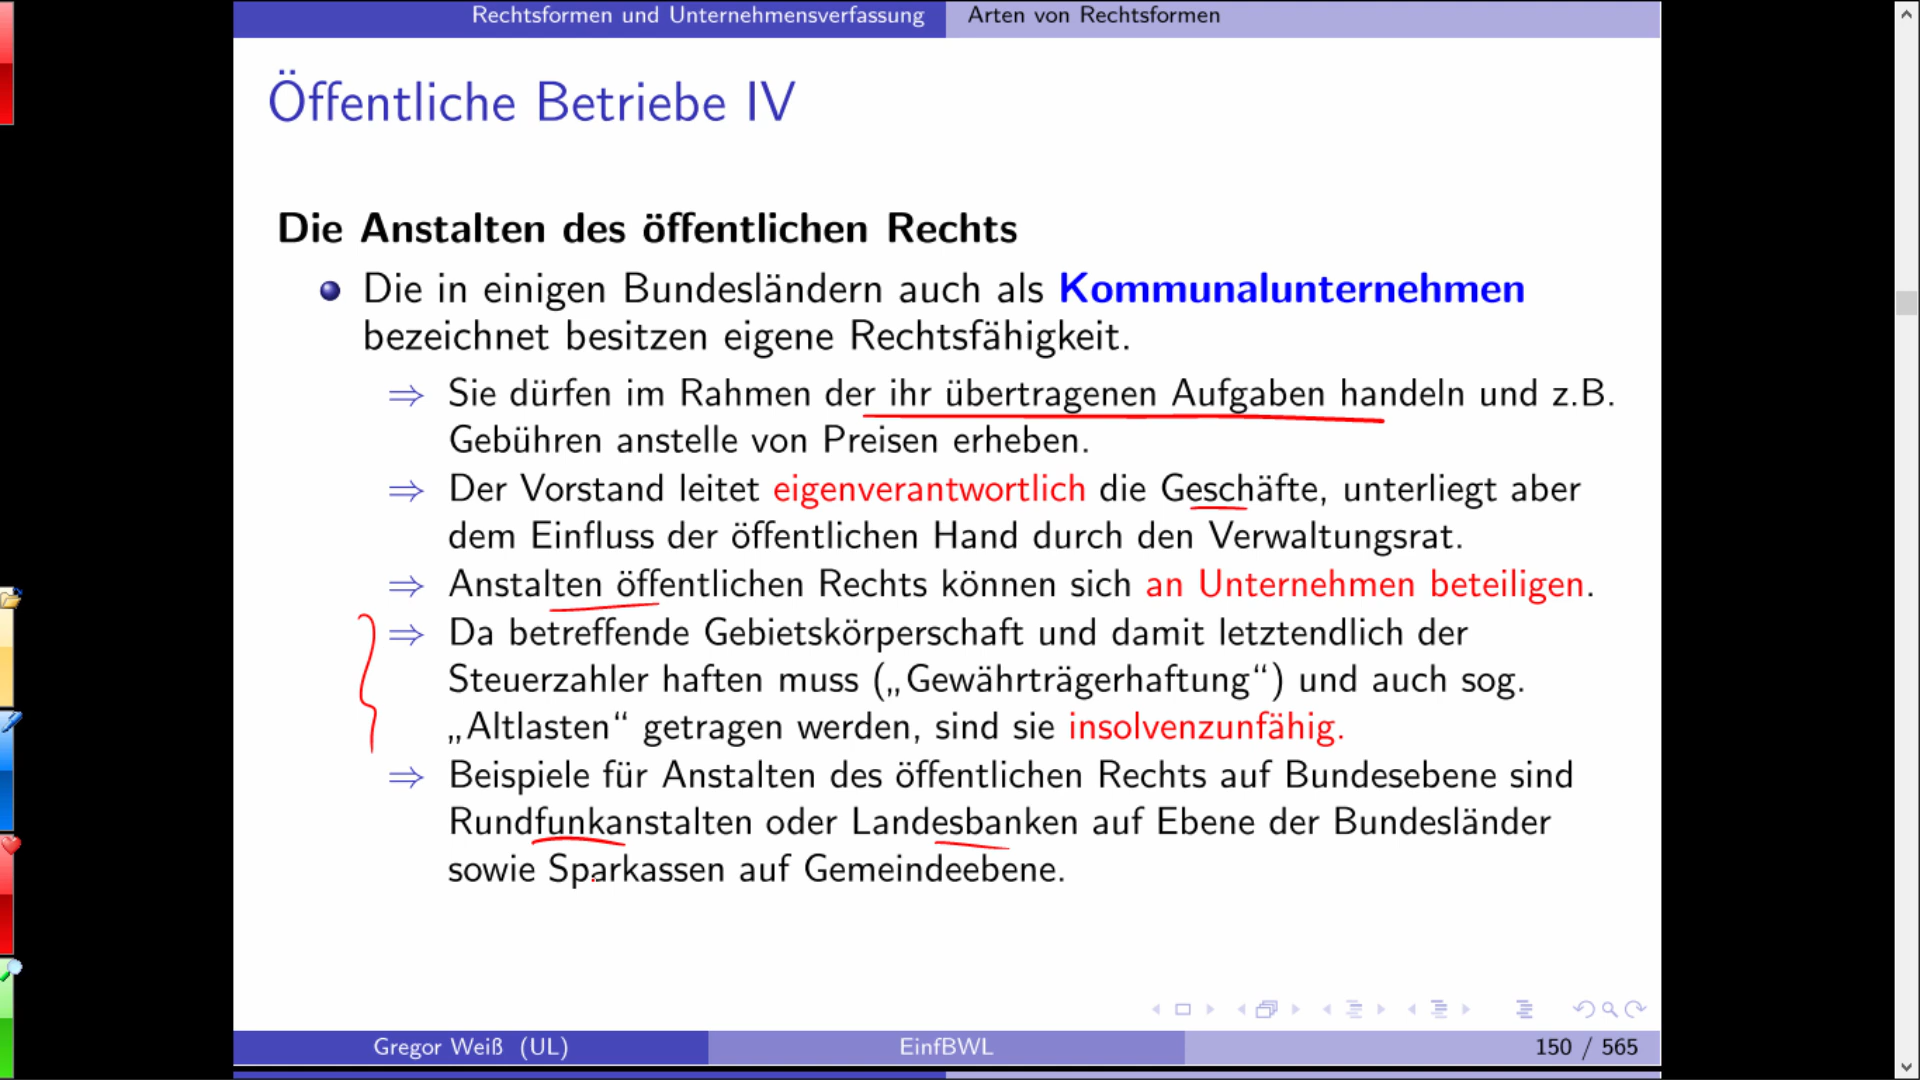 Rechtsformen und Unternehmensverfassung Arten von Rechtsformen
Öffentliche Betriebe IV
Die Anstalten des öffentlichen Rechts
Die in einigen Bundesländern auch als Kommunalunternehmen
bezeichnet besitzen eigene Rechtsfähigkeit.
⇒ Sie dürfen im Rahmen der ihr übertragenen Aufgaben handeln und z.B.
Gebühren anstelle von Preisen erheben.
⇒ Der Vorstand leitet eigenverantwortlich die Geschäfte, unterliegt aber
dem Einfluss der öffentlichen Hand durch den Verwaltungsrat.
⇒ Anstalten öffentlichen Rechts können sich an Unternehmen beteiligen.
⇒ Da betreffende Gebietskörperschaft und damit letztendlich der
Steuerzahler haften muss („Gewährträgerhaftung“) und auch sog.
„Altlasten“ getragen werden, sind sie insolvenzunfähig.
⇒ Beispiele für Anstalten des öffentlichen Rechts auf Bundesebene sind
Rundfunkanstalten oder Landesbanken auf Ebene der Bundesländer
sowie Sparkassen auf Gemeindeebene.
Gregor Weiß (UL) EinfBWL 150 / 565